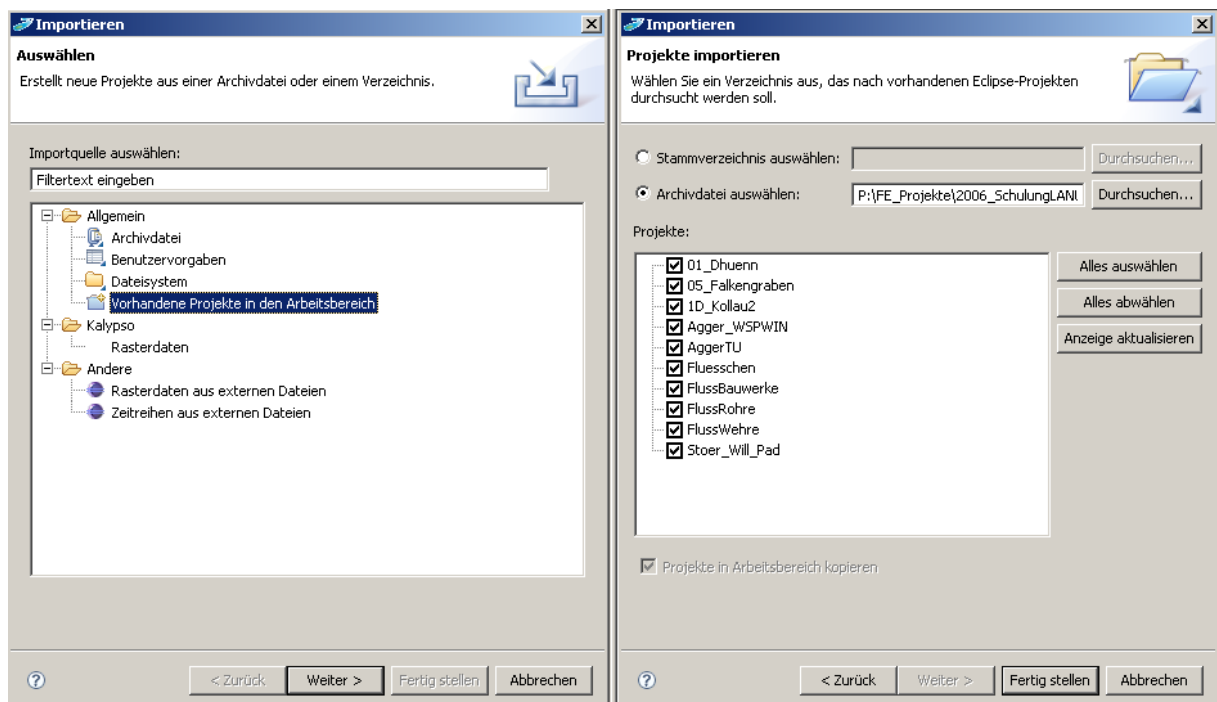 Importieren
Auswählen
Erstellt neue Projekte aus einer Archivdatei oder einem Verzeichnis.
Importquelle auswählen:
Filtertext eingeben
Allgemein
Archivdatei
Benutzervorgaben
Dateisystem
Vorhandene Projekte in den Arbeitsbereich
Kalypso
Rasterdaten
Andere
Rasterdaten aus externen Dateien
Zeitreihen aus externen Dateien
< Zurück
Weiter >
Fertig stellen
Abbrechen
Importieren
Projekte importieren
Wählen Sie ein Verzeichnis aus, das nach vorhandenen Eclipse-Projekten
durchsucht werden soll.
Stammverzeichnis auswählen:
Durchsuchen...
Archivdatei auswählen:
P:\FE_Projekte\2006_SchulungLANU
Durchsuchen...
Projekte:
01_Dhuenn
05_Falkengraben
1D_Kollau2
Agger_WSPWIN
AggerTU
Fluesschen
FlussBauwerke
FlussRohre
FlussWehre
Stoer_Will_Pad
Alles auswählen
Alles abwählen
Anzeige aktualisieren
Projekte in Arbeitsbereich kopieren
< Zurück
Weiter >
Fertig stellen
Abbrechen